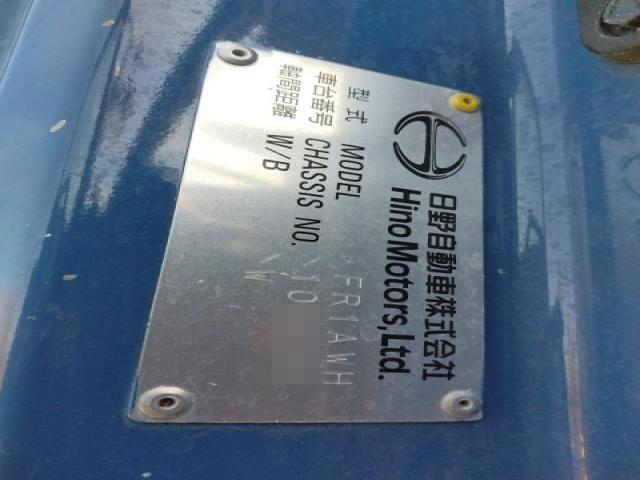 日野自動車株式会社
Hino Motors, Ltd.
型式 MODEL FR1AWH
車台番号 CHASSIS NO. 10
軸間距離 W/B W